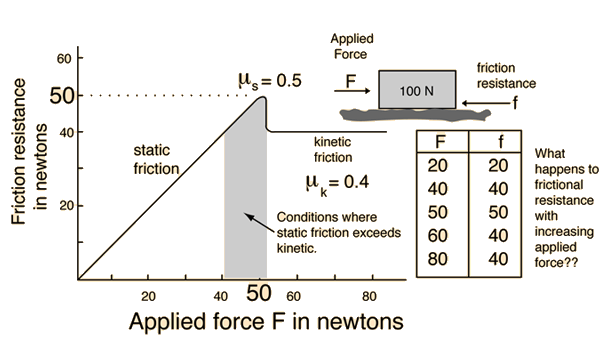 Applied
Force
F
100 N
friction
resistance
f
Friction resistance
in newtons
60
50
40
20
μs = 0.5
static
friction
kinetic
friction
μk = 0.4
Conditions where
static friction exceeds
kinetic.
20
40
50
60
80
Applied force F in newtons
F f
20 20
40 40
50 50
60 40
80 40
What
happens to
frictional
resistance
with
increasing
applied
force??